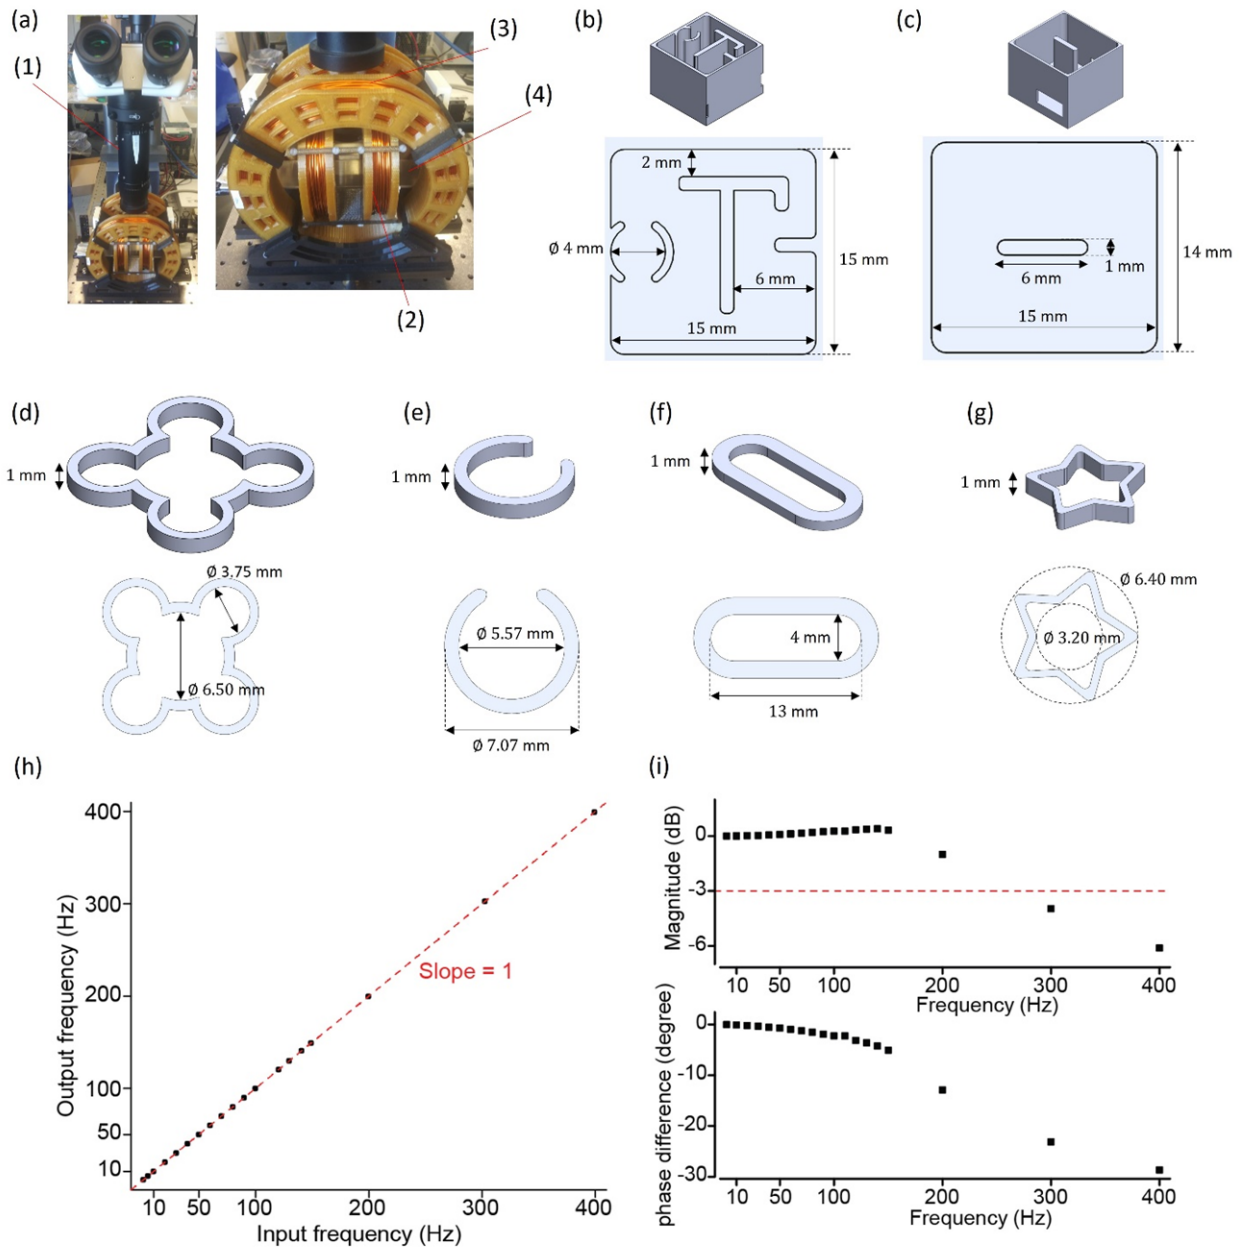 (a)
(1)
(3)
(4)
(2)
(b)
2 mm
Ø 4 mm
15 mm
6 mm
15 mm
(c)
14 mm
1 mm
6 mm
15 mm
(d)
1 mm
Ø 3.75 mm
Ø 6.50 mm
(e)
1 mm
Ø 5.57 mm
Ø 7.07 mm
(f)
1 mm
4 mm
13 mm
(g)
1 mm
Ø 6.40 mm
Ø 3.20 mm
(h)
Output frequency (Hz)
400
300
200
100
50
10
Slope = 1
10 50 100 200 300 400
Input frequency (Hz)
(i)
Magnitude (dB)
0
-3
-6
10 50 100 200 300 400
Frequency (Hz)
phase difference (degree)
0
-10
-20
-30
10 50 100 200 300 400
Frequency (Hz)